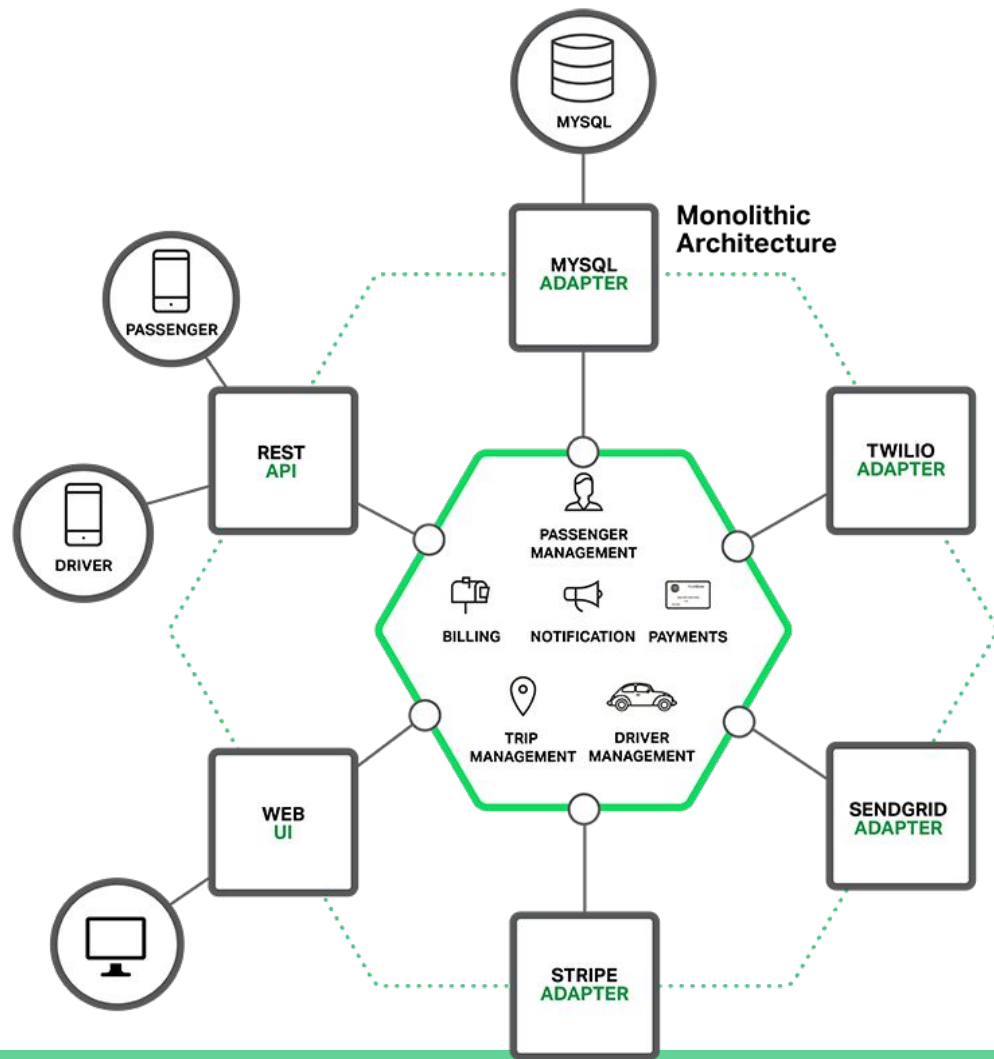 MYSQL
Monolithic
Architecture
MYSQL
ADAPTER
PASSENGER
REST
API
TWILIO
ADAPTER
DRIVER
PASSENGER
MANAGEMENT
BILLING
NOTIFICATION
PAYMENTS
TRIP
MANAGEMENT
DRIVER
MANAGEMENT
WEB
UI
SENDGRID
ADAPTER
STRIPE
ADAPTER